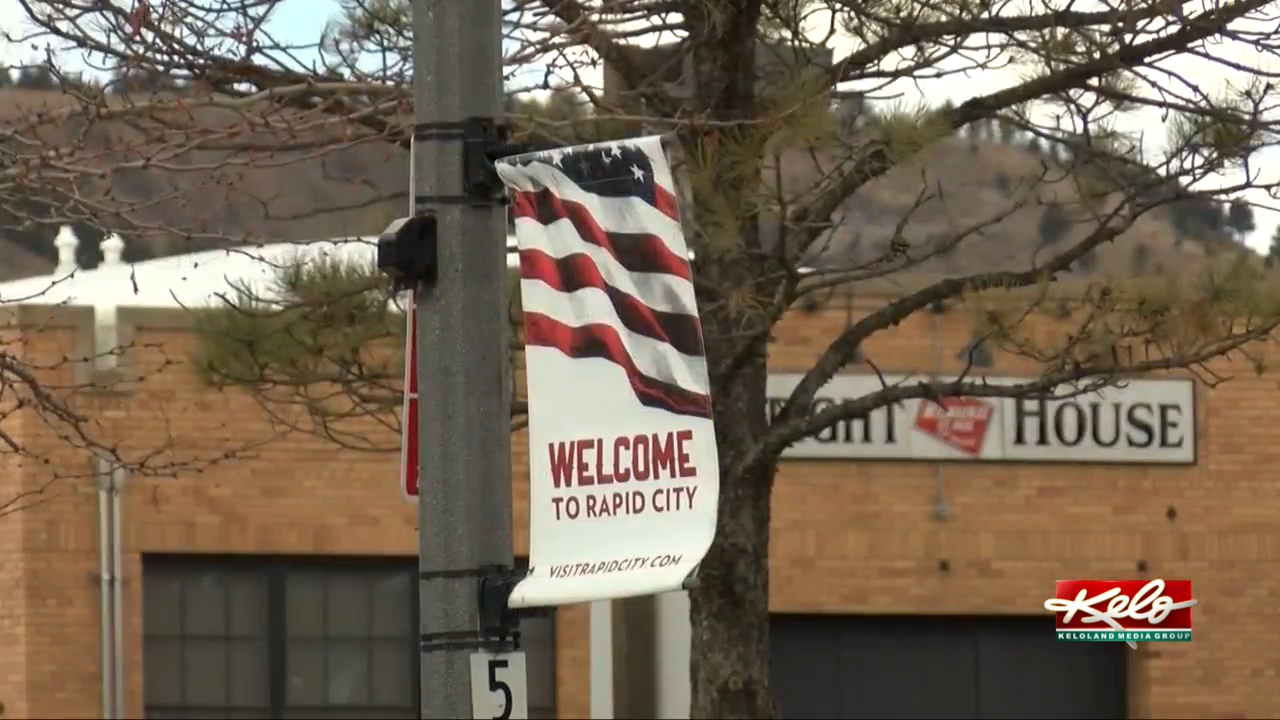 WELCOME
TO RAPID CITY
VISITRAPIDCITY.COM
HOUSE
5
Kelo
KELOLAND MEDIA GROUP